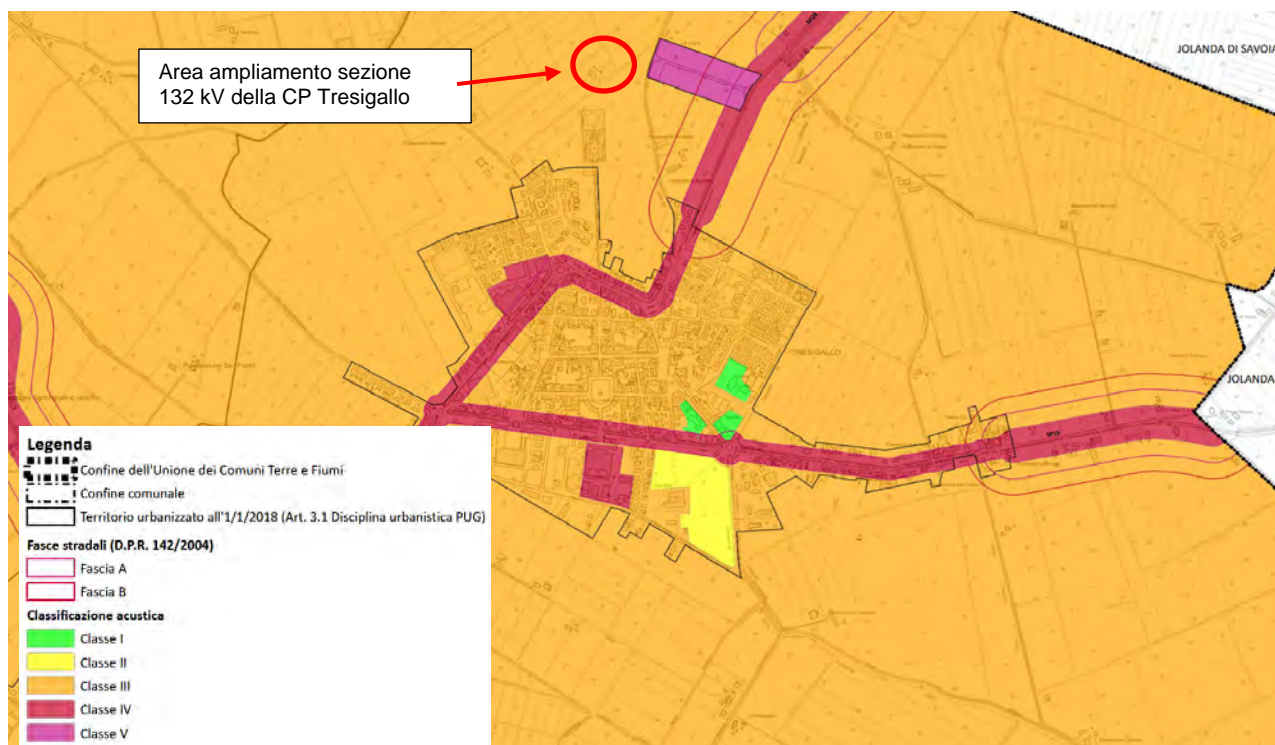 Area ampliamento sezione
132 kV della CP Tresigallo
JOLANDA DI SAVOIA
TRESIGALLO
JOLANDA
SP15
Legenda
Confine dell'Unione dei Comuni Terre e Fiumi
Confine comunale
Territorio urbanizzato all'1/1/2018 (Art. 3.1 Disciplina urbanistica PUG)
Fasce stradali (D.P.R. 142/2004)
Fascia A
Fascia B
Classificazione acustica
Classe I
Classe II
Classe III
Classe IV
Classe V